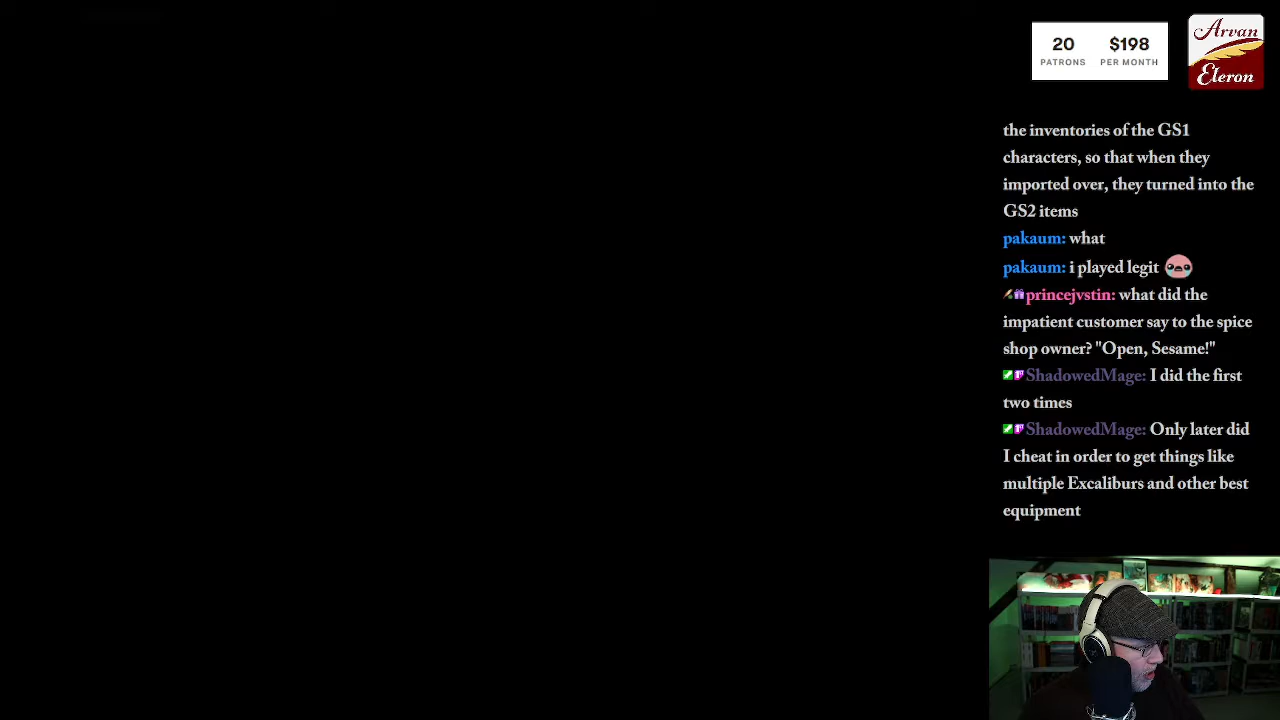 20
$198
PATRONS
PER MONTH
Arvan
Eleron
the inventories of the GS1
characters, so that when they
imported over, they turned into the
GS2 items
pakaum: what
pakaum: i played legit
princejvstin: what did the
impatient customer say to the spice
shop owner? "Open, Sesame!"
ShadowedMage: I did the first
two times
ShadowedMage: Only later did
I cheat in order to get things like
multiple Excaliburs and other best
equipment